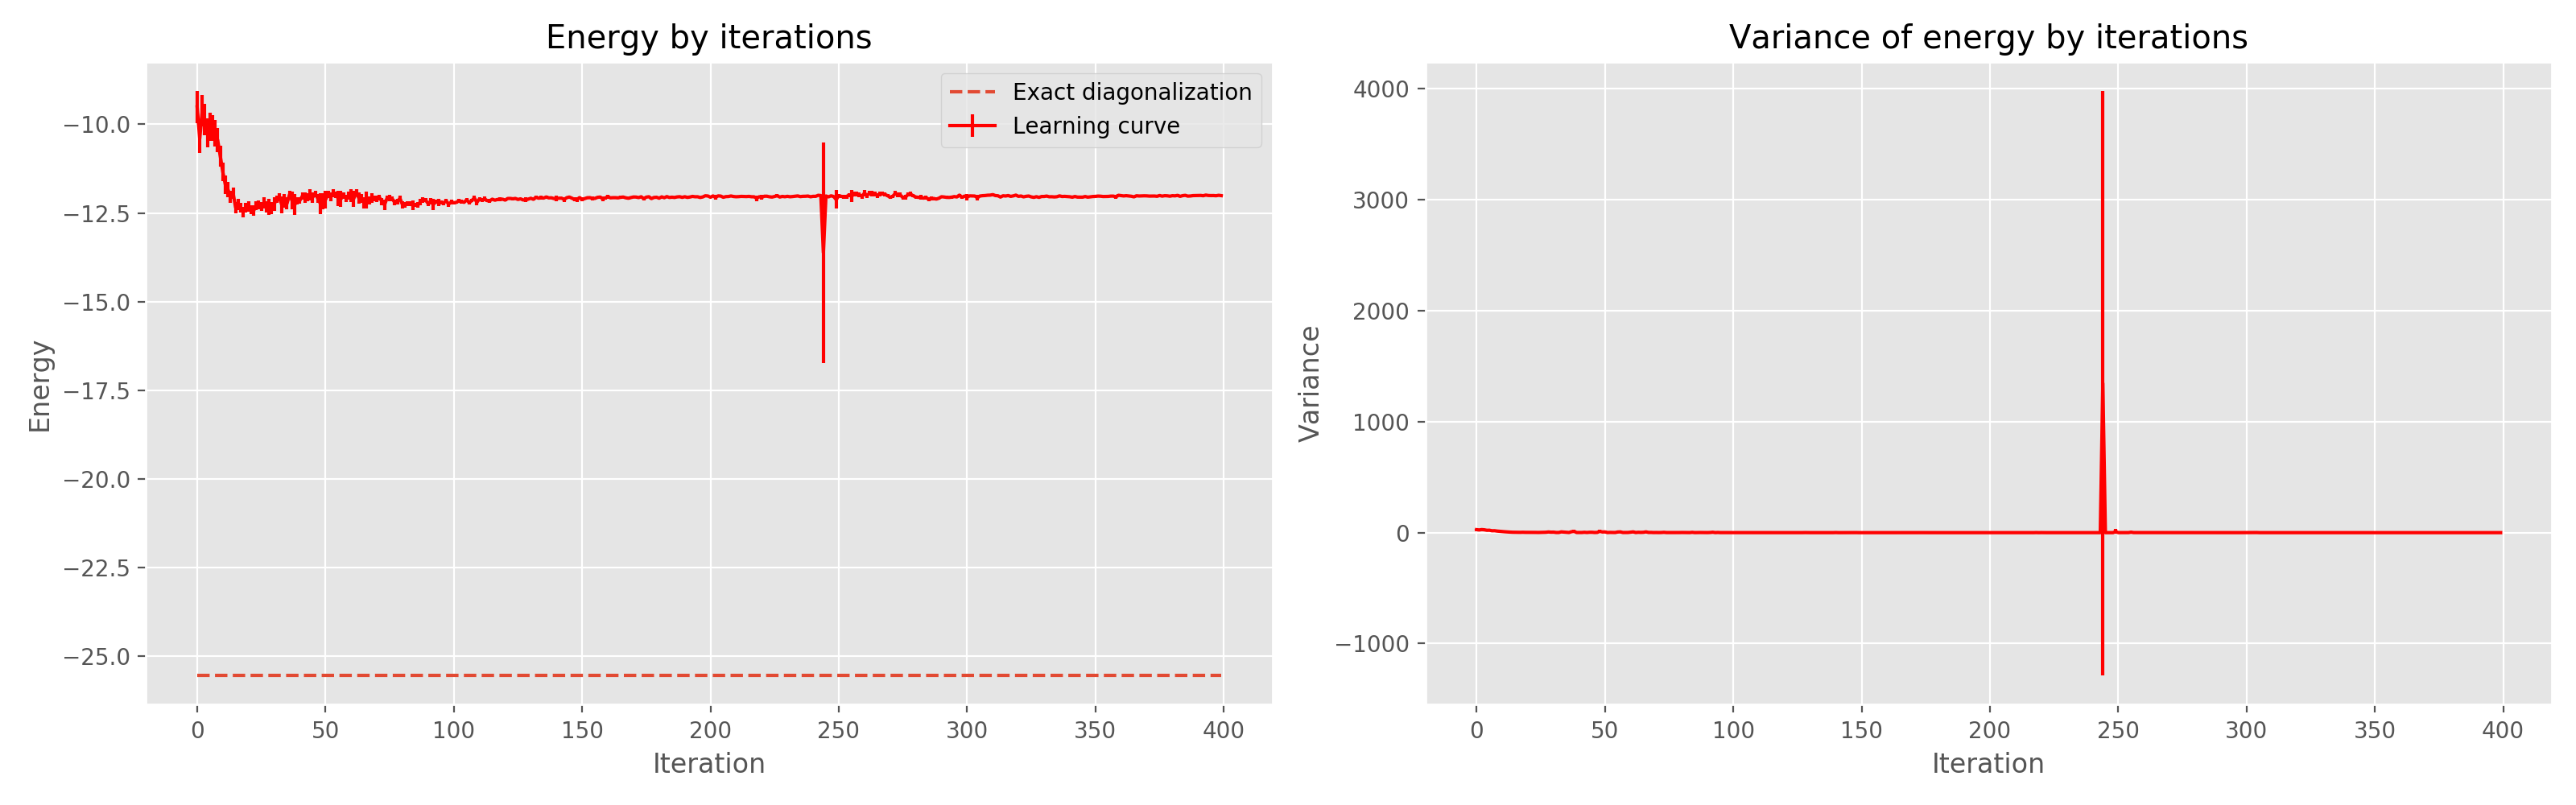 Energy by iterations
Exact diagonalization
Learning curve
−10.0
−12.5
−15.0
−17.5
−20.0
−22.5
−25.0
Energy
0 50 100 150 200 250 300 350 400
Iteration
Variance of energy by iterations
4000
3000
2000
1000
0
−1000
Variance
0 50 100 150 200 250 300 350 400
Iteration